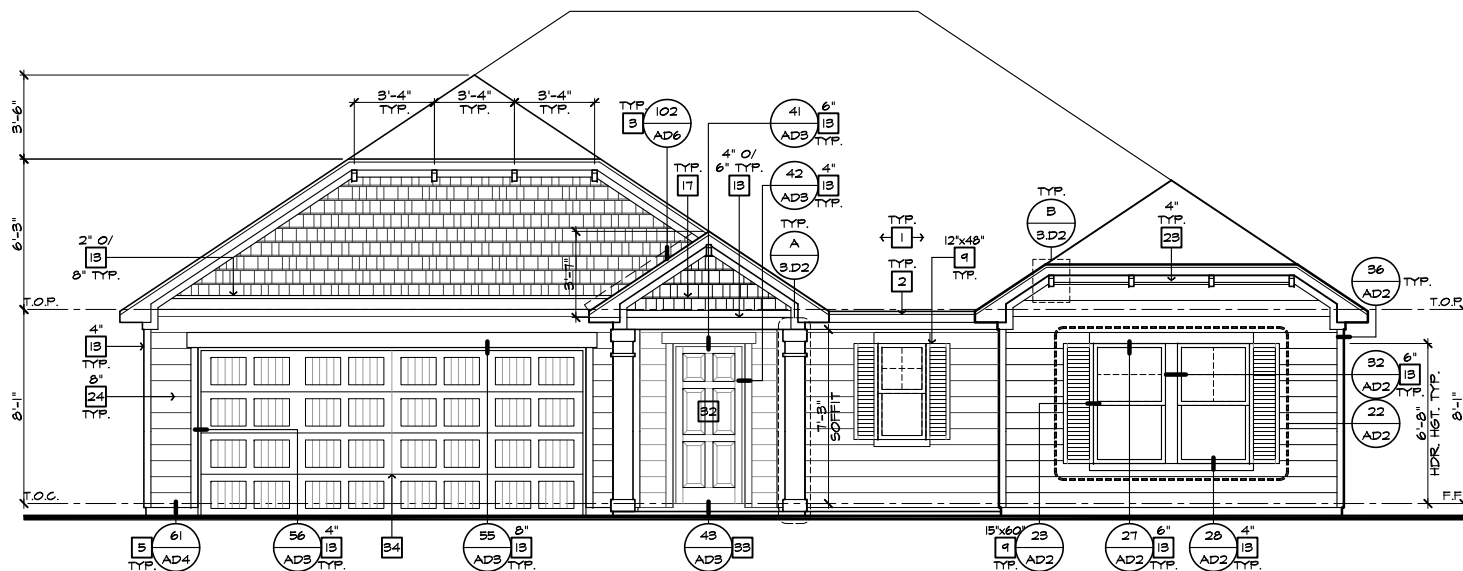 3'-6"
6'-3"
8'-1"
3'-4"
TYP.
3'-4"
TYP.
3'-4"
TYP.
TYP.
3
102
AD6
41
AD3
6"
13
TYP.
42
AD3
4"
13
TYP.
TYP.
17
4" O/
6" TYP.
13
TYP.
A
3.D2
TYP.
1
TYP.
2
12"x48"
9
TYP.
TYP.
B
3.D2
4"
TYP.
23
36
AD2
TYP.
2" O/
13
8" TYP.
3'-7"
T.O.P.
T.O.P.
4"
13
TYP.
8"
24
TYP.
32
7'-3"
SOFFIT
32
AD2
6"
13
TYP.
22
AD2
6'-8"
HDR. HGT. TYP.
8'-1"
T.O.C.
F.F.
5
TYP.
61
AD4
56
AD3
4"
13
TYP.
34
55
AD3
8"
13
TYP.
43
AD3
33
15"x60"
9
TYP.
23
AD2
27
AD2
6"
13
TYP.
28
AD2
4"
13
TYP.